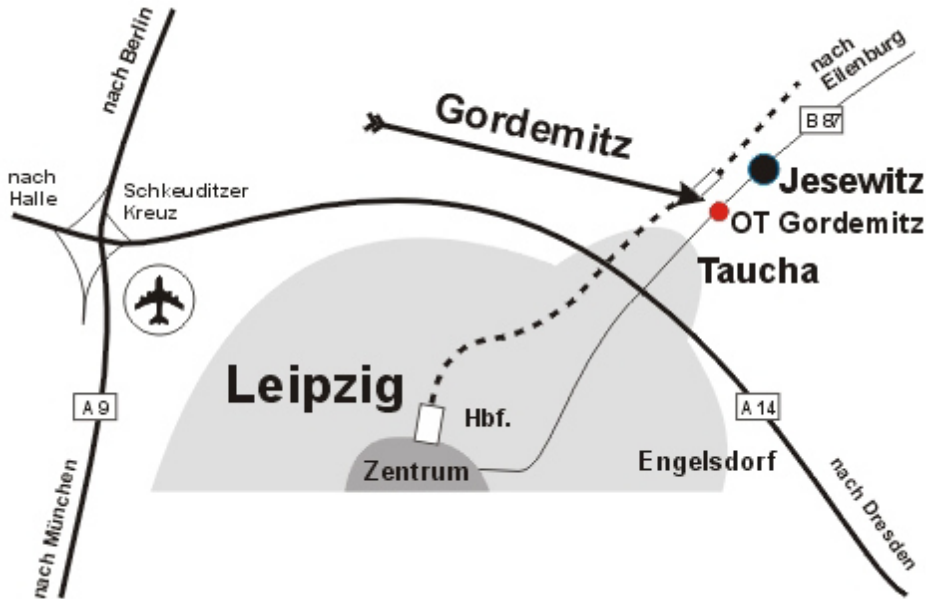 nach Berlin
nach
Eilenburg
Gordemitz
B 87
nach
Halle
Schkeuditzer
Kreuz
Jesewitz
OT Gordemitz
Taucha
Leipzig
A 9
Hbf.
A 14
Zentrum
Engelsdorf
nach München
nach Dresden